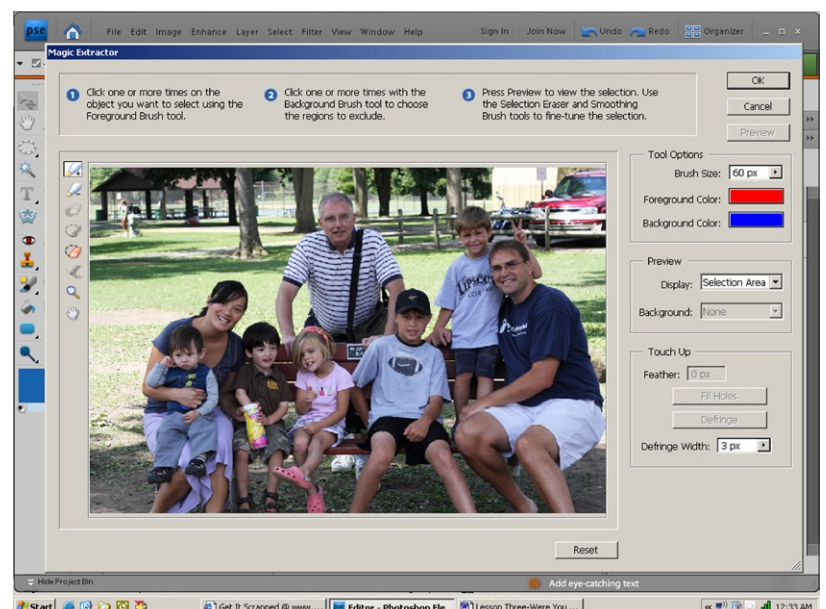 pse File Edit Image Enhance Layer Select Filter View Window Help Sign In Join Now Undo Redo Organizer
Magic Extractor
1 Click one or more times on the
object you want to select using the
Foreground Brush tool.
2 Click one or more times with the
Background Brush tool to choose
the regions to exclude.
3 Press Preview to view the selection. Use
the Selection Eraser and Smoothing
Brush tools to fine-tune the selection.
OK
Cancel
Preview
Tool Options
Brush Size: 60 px
Foreground Color:
Background Color:
Preview
Display: Selection Area
Background: None
Touch Up
Feather: 0 px
Fill Holes
Defringe
Defringe Width: 3 px
Reset
Hide Project Bin
Add eye-catching text
Start Get It Scrapped @ www.... Editor - Photoshop Ele... Lesson Three-Were You ... 12:33 AM